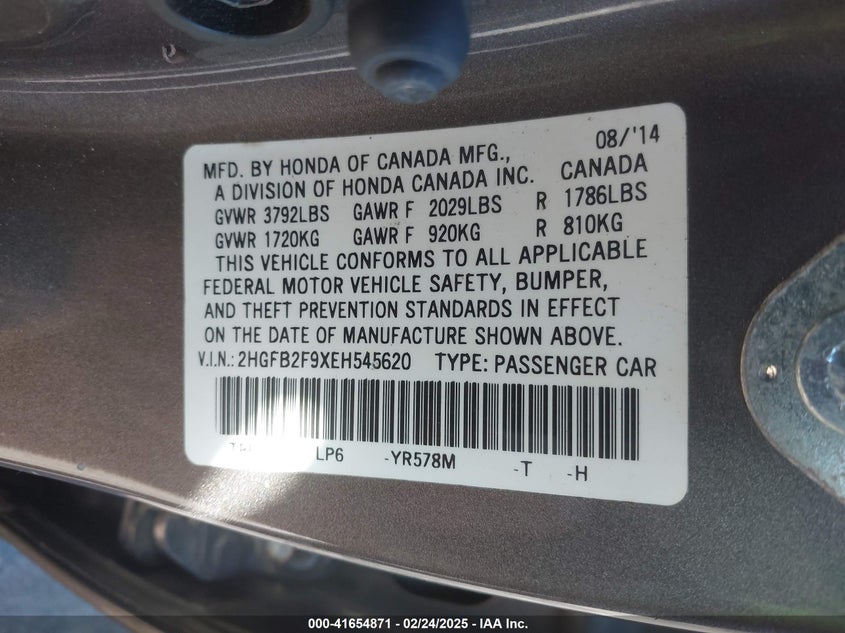 08/'14
MFD. BY HONDA OF CANADA MFG.,
A DIVISION OF HONDA CANADA INC. CANADA
GVWR 3792LBS GAWR F 2029LBS R 1786LBS
GVWR 1720KG GAWR F 920KG R 810KG
THIS VEHICLE CONFORMS TO ALL APPLICABLE
FEDERAL MOTOR VEHICLE SAFETY, BUMPER,
AND THEFT PREVENTION STANDARDS IN EFFECT
ON THE DATE OF MANUFACTURE SHOWN ABOVE.
V.I.N.: 2HGFB2F9XEH545620 TYPE: PASSENGER CAR
LP6 -YR578M -T -H
000-41654871 - 02/24/2025 - IAA Inc.